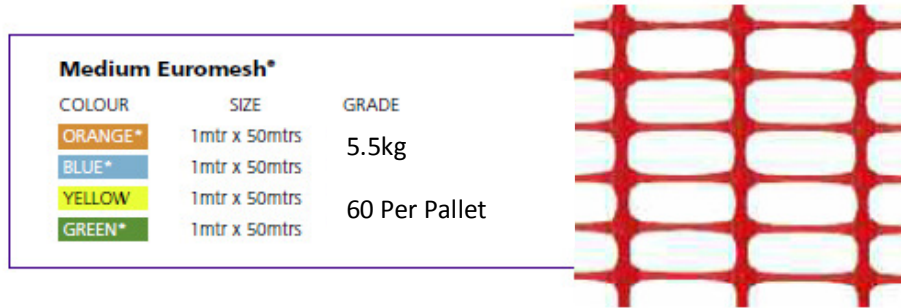 Medium Euromesh®
COLOUR SIZE GRADE
ORANGE* 1mtr x 50mtrs
5.5kg
BLUE* 1mtr x 50mtrs
YELLOW 1mtr x 50mtrs
60 Per Pallet
GREEN* 1mtr x 50mtrs